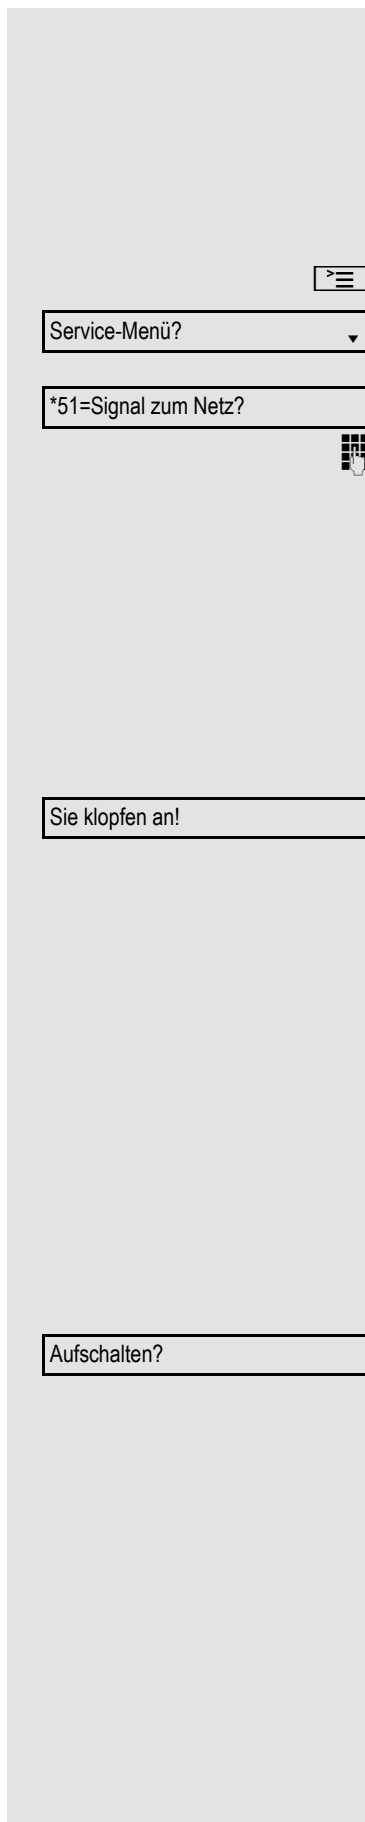 Service-Menü?
*51=Signal zum Netz?
Sie klopfen an!
Aufschalten?